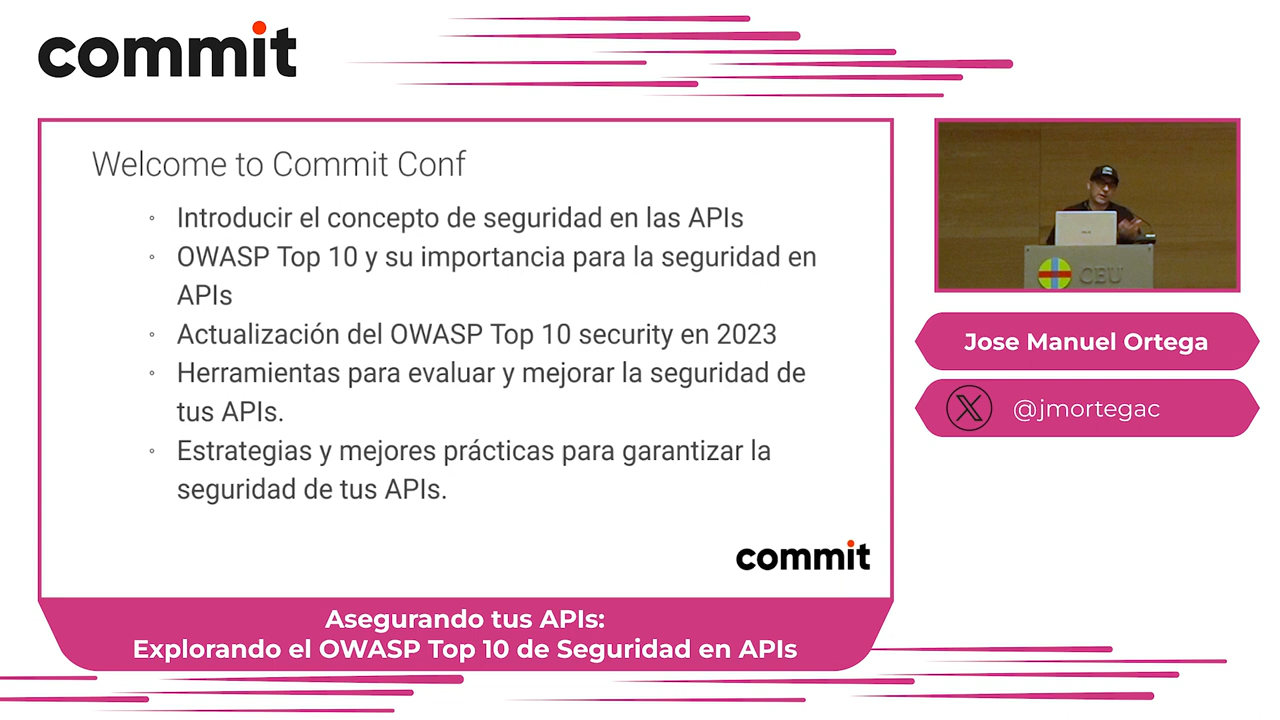 commit
Welcome to Commit Conf
◦ Introducir el concepto de seguridad en las APIs
◦ OWASP Top 10 y su importancia para la seguridad en
APIs
◦ Actualización del OWASP Top 10 security en 2023
◦ Herramientas para evaluar y mejorar la seguridad de
tus APIs.
◦ Estrategias y mejores prácticas para garantizar la
seguridad de tus APIs.
commit
Asegurando tus APIs:
Explorando el OWASP Top 10 de Seguridad en APIs
CEU
Jose Manuel Ortega
@jmortegac